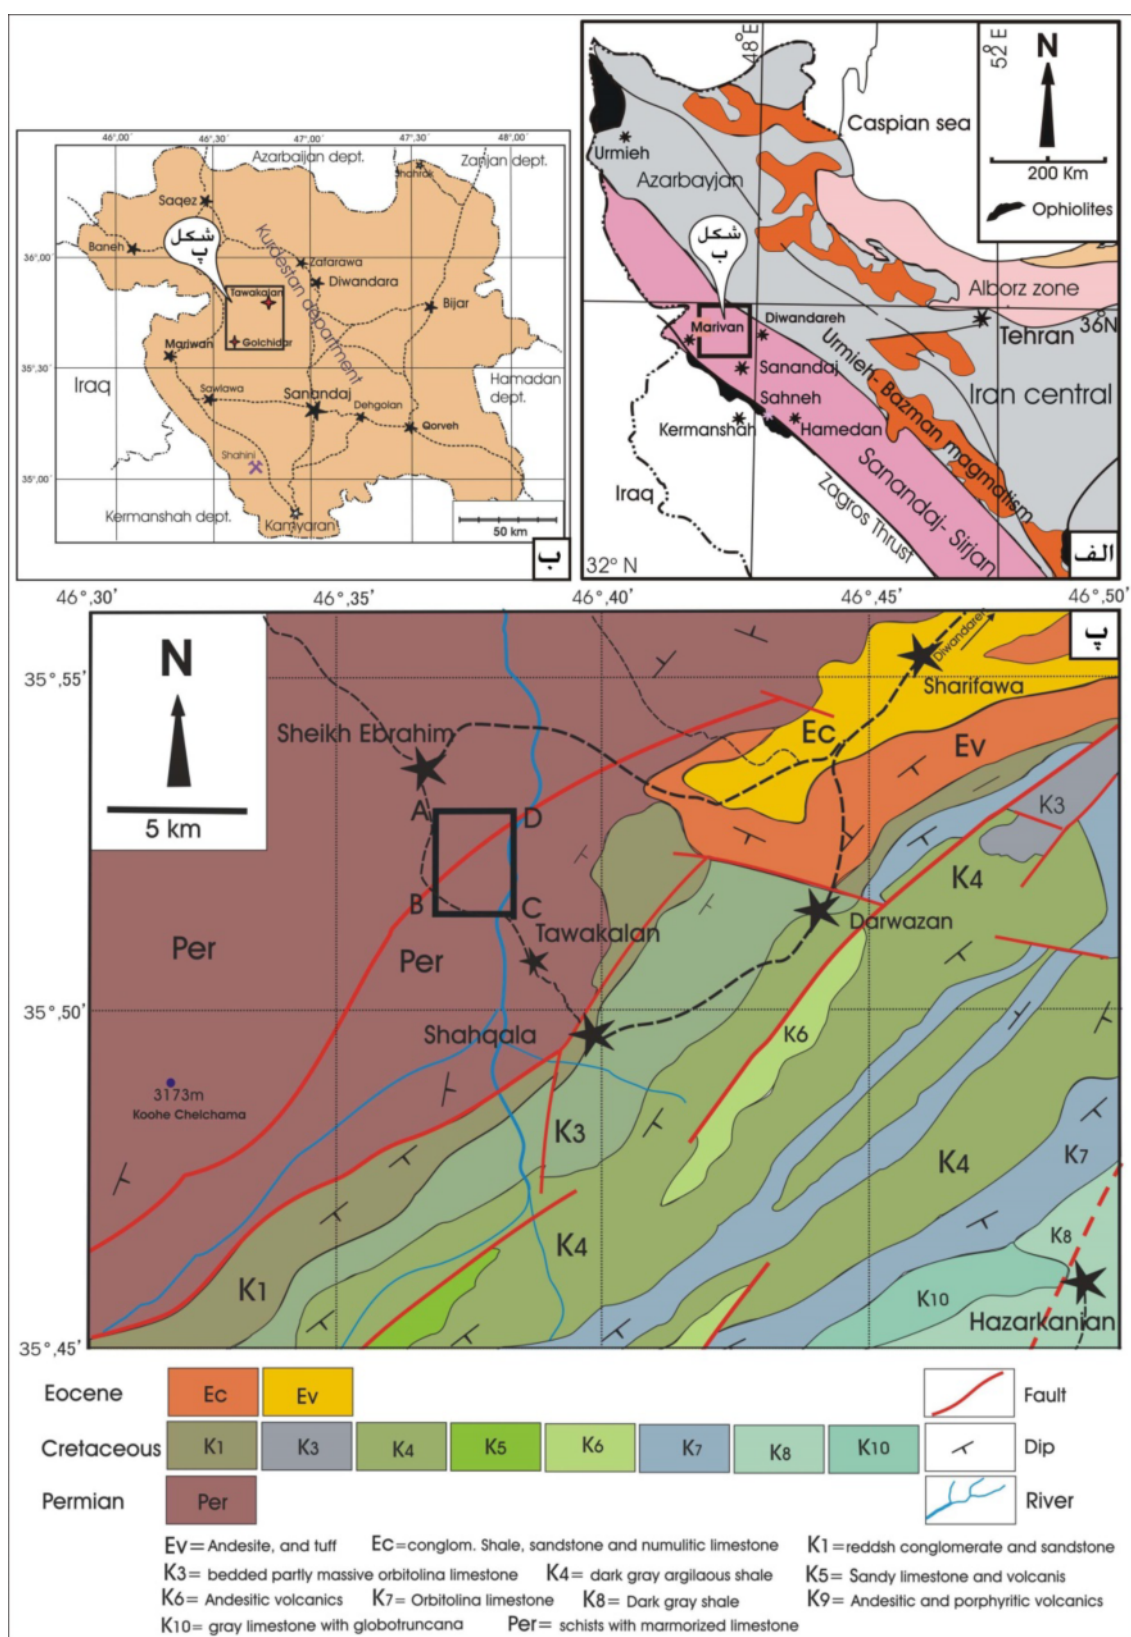 46°,00
46°,30
47°,00
47°,30
48°,00
Azarbaijan dept.
Zanjan dept.
Shahrak
Saqez
شکل
پ
Baneh
36°,00
Zafarawa
Kurdestan department
Diwandara
Tawakalan
Bijar
Golchidar
Mariwan
35°,30
Iraq
Hamadan
dept.
Sawlawa
Sanandaj
Dehgolan
Qorveh
Shahini
35°,00
Kermanshah dept.
Kamyaran
50 km
ب
48°E
52°E
N
Caspian sea
200 Km
Ophiolites
Urmieh
Azarbayjan
شکل
ب
Alborz zone
36°N
Marivan
Diwandareh
Tehran
Sanandaj
Urmieh- Bazman magmatism
Iran central
Sahneh
Kermanshah
Hamedan
Iraq
Zagros Thrust
Sanandaj- Sirjan
32° N
الف
46°,30'
46°,35'
46°,40'
46°,45'
46°,50'
پ
N
5 km
35°,55'
Diwandareh
Sharifawa
Sheikh Ebrahim
Ec
Ev
A
D
K3
K4
B
C
Darwazan
Per
Per
Tawakalan
35°,50'
Shahqala
K6
3173m
Koohe Chelchama
K3
K4
K7
K4
K8
K1
K10
Hazarkanian
35°,45'
Eocene
Ec
Ev
Fault
Cretaceous
K1
K3
K4
K5
K6
K7
K8
K10
Dip
Permian
Per
River
Ev= Andesite, and tuff
Ec=conglom. Shale, sandstone and numulitic limestone
K1=reddsh conglomerate and sandstone
K3= bedded partly massive orbitolina limestone
K4= dark gray argilaous shale
K5= Sandy limestone and volcanis
K6= Andesitic volcanics
K7= Orbitolina limestone
K8= Dark gray shale
K9= Andesitic and porphyritic volcanics
K10= gray limestone with globotruncana
Per= schists with marmorized limestone